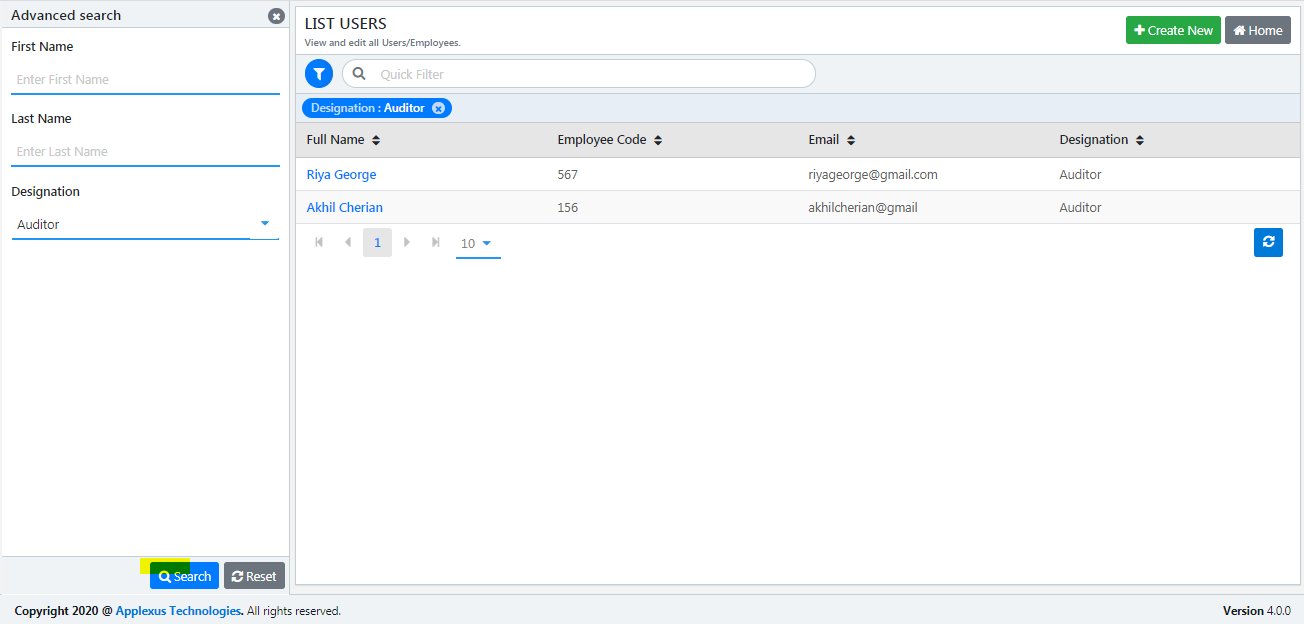 Advanced search
First Name
Enter First Name
Last Name
Enter Last Name
Designation
Auditor
Search Reset
LIST USERS
View and edit all Users/Employees.
Create New Home
Quick Filter
Designation : Auditor
Full Name Employee Code Email Designation
Riya George 567 riyageorge@gmail.com Auditor
Akhil Cherian 156 akhilcherian@gmail Auditor
1 10
Copyright 2020 @ Applexus Technologies. All rights reserved. Version 4.0.0